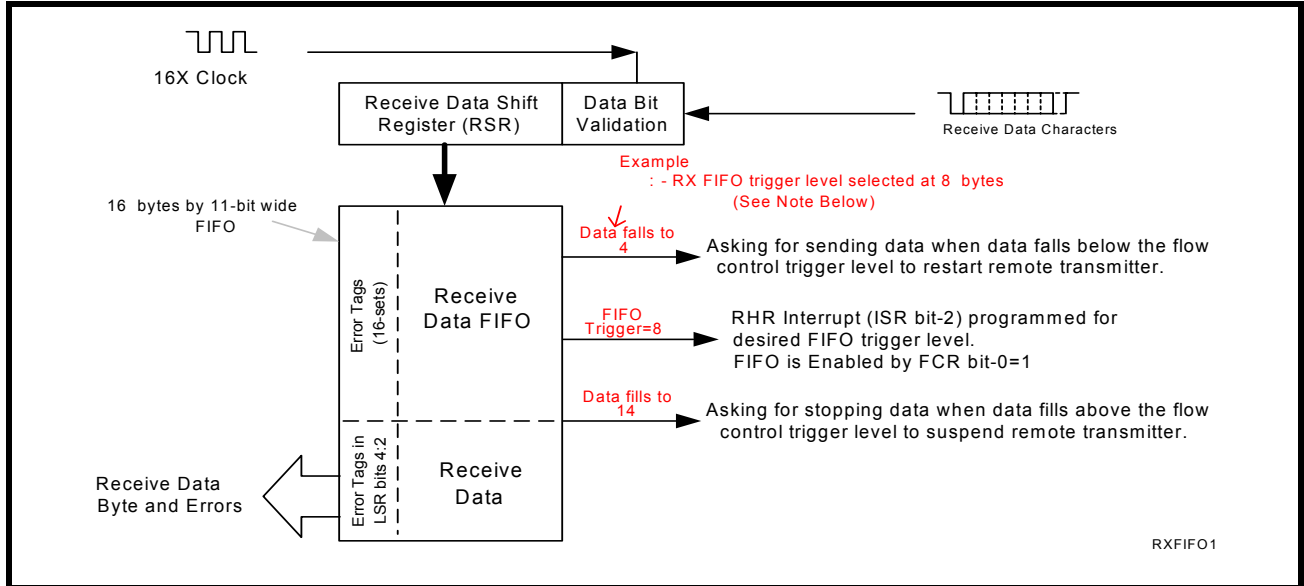 16X Clock
Receive Data Shift
Register (RSR)
Data Bit
Validation
Receive Data Characters
Example
: - RX FIFO trigger level selected at 8 bytes
(See Note Below)
16 bytes by 11-bit wide
FIFO
Data falls to
4
Asking for sending data when data falls below the flow
control trigger level to restart remote transmitter.
Error Tags
(16-sets)
Receive
Data FIFO
FIFO
Trigger=8
RHR Interrupt (ISR bit-2) programmed for
desired FIFO trigger level.
FIFO is Enabled by FCR bit-0=1
Data fills to
14
Asking for stopping data when data fills above the flow
control trigger level to suspend remote transmitter.
Error Tags in
LSR bits 4:2
Receive
Data
Receive Data
Byte and Errors
RXFIFO1